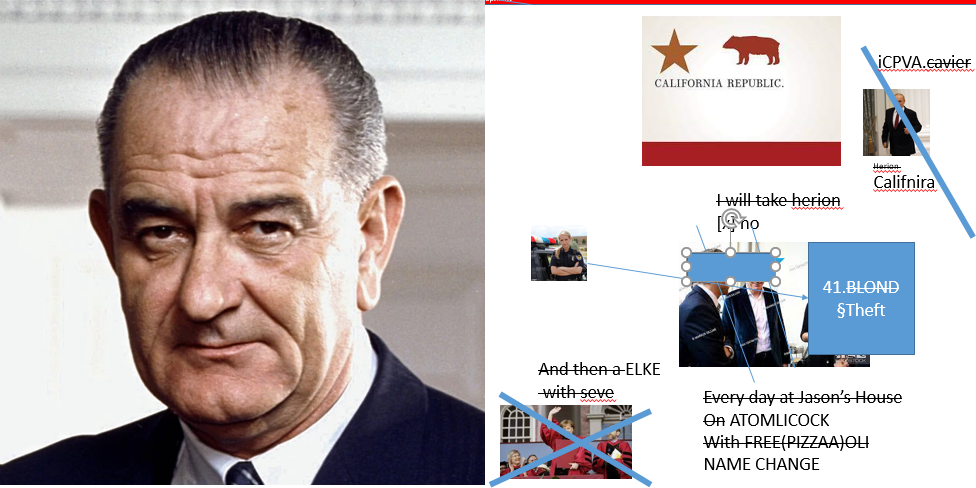 CALIFORNIA REPUBLIC.
iCPVA.cavier
Herion
Califnira
I will take herion
no
41.BLOND
§Theft
And then a ELKE
with seve
Every day at Jason's House
On ATOMLICOCK
With FREE(PIZZAA)OLI
NAME CHANGE